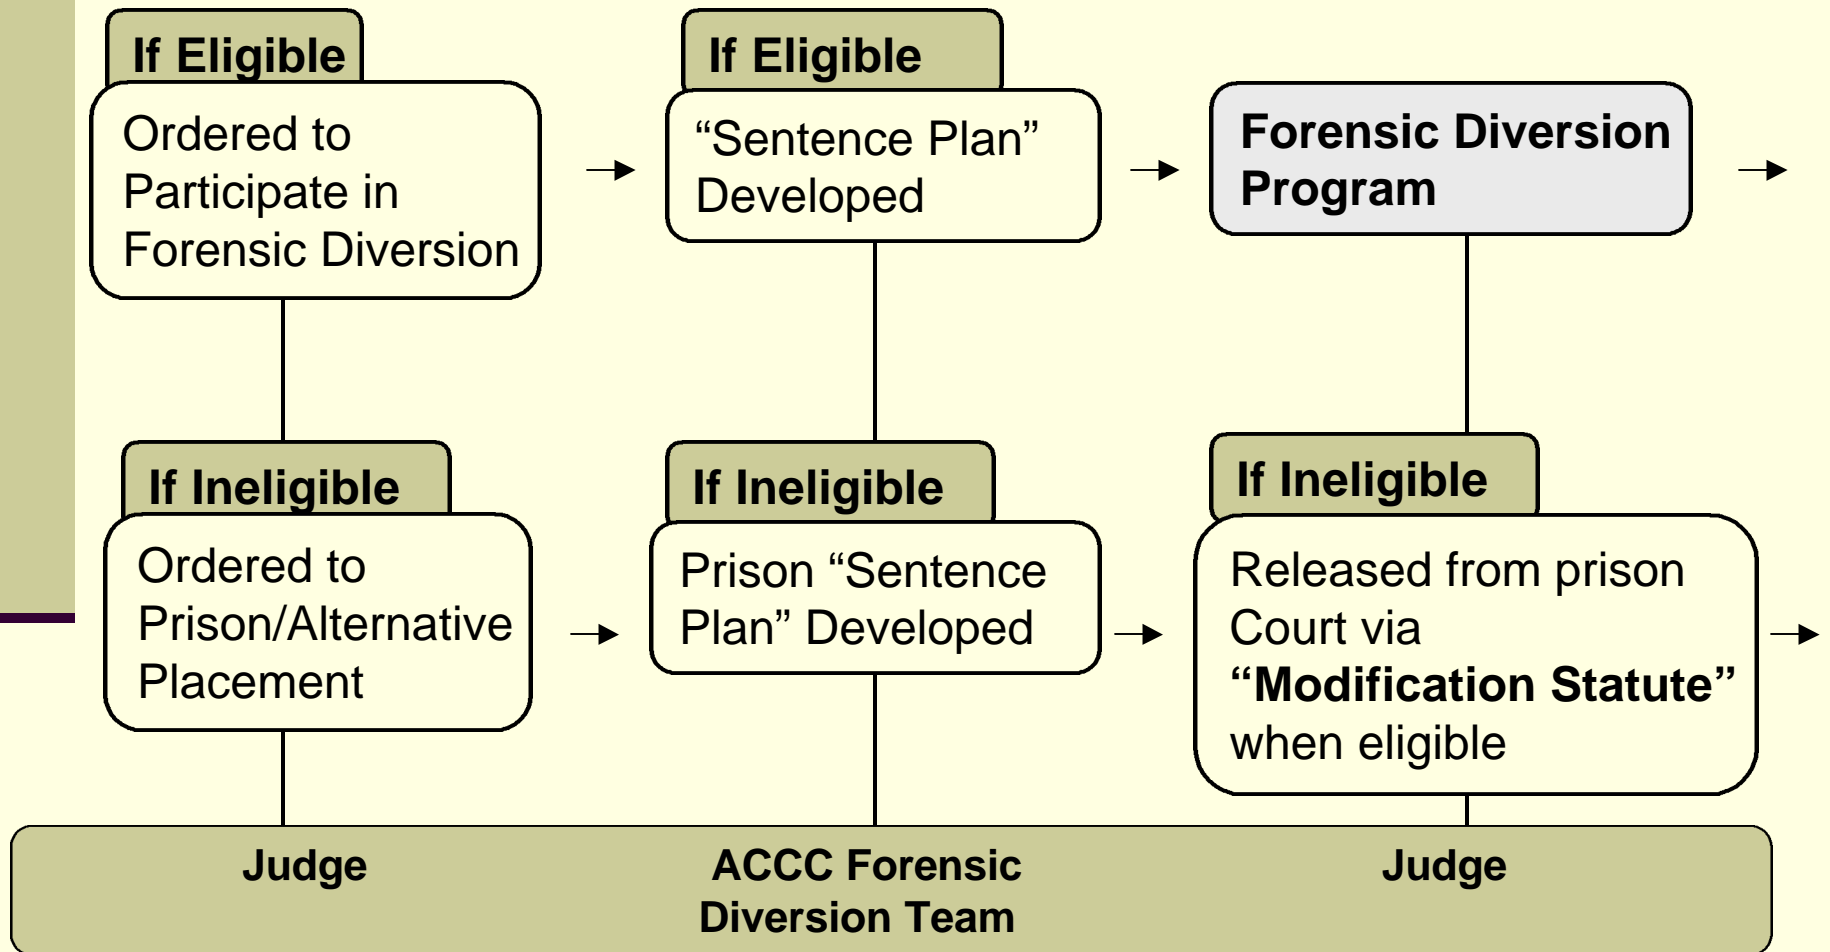 If Eligible
Ordered to
Participate in
Forensic Diversion
If Eligible
“Sentence Plan”
Developed
Forensic Diversion
Program
If Ineligible
Ordered to
Prison/Alternative
Placement
If Ineligible
Prison “Sentence
Plan” Developed
If Ineligible
Released from prison
Court via
“Modification Statute”
when eligible
Judge
ACCC Forensic
Diversion Team
Judge